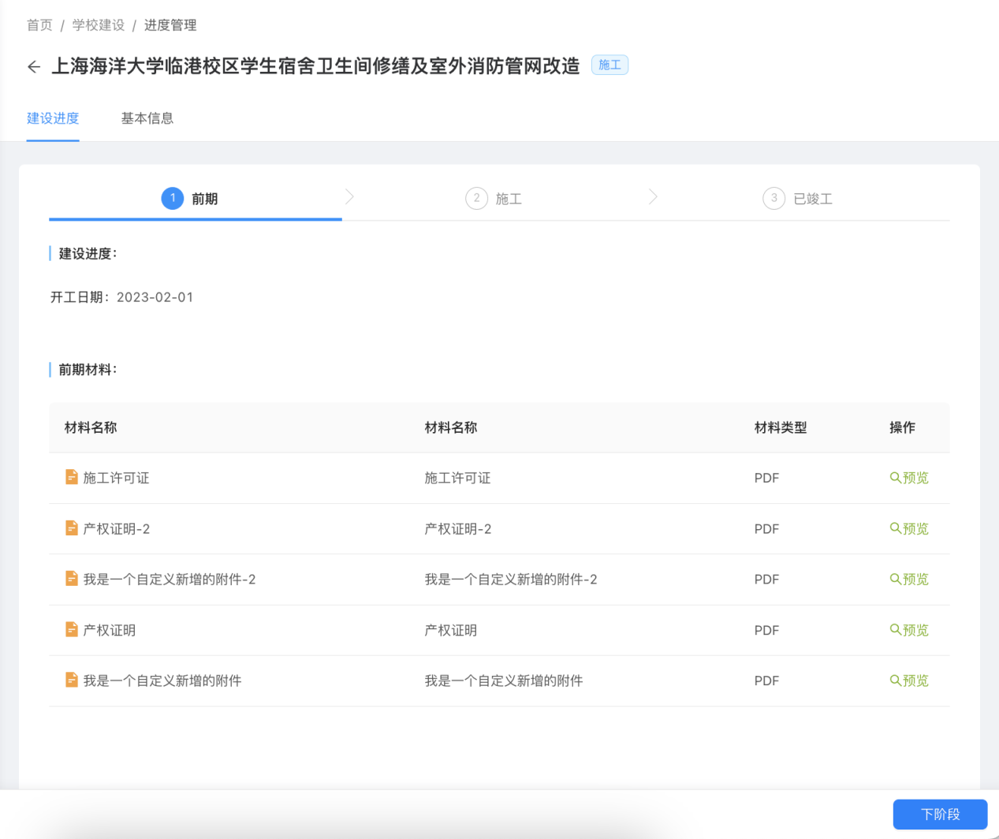 首页 / 学校建设 / 进度管理
上海海洋大学临港校区学生宿舍卫生间修缮及室外消防管网改造 施工
建设进度 基本信息
1 前期 2 施工 3 已竣工
建设进度：
开工日期：2023-02-01
前期材料：
材料名称 材料名称 材料类型 操作
施工许可证 施工许可证 PDF 预览
产权证明-2 产权证明-2 PDF 预览
我是一个自定义新增的附件-2 我是一个自定义新增的附件-2 PDF 预览
产权证明 产权证明 PDF 预览
我是一个自定义新增的附件 我是一个自定义新增的附件 PDF 预览
下阶段